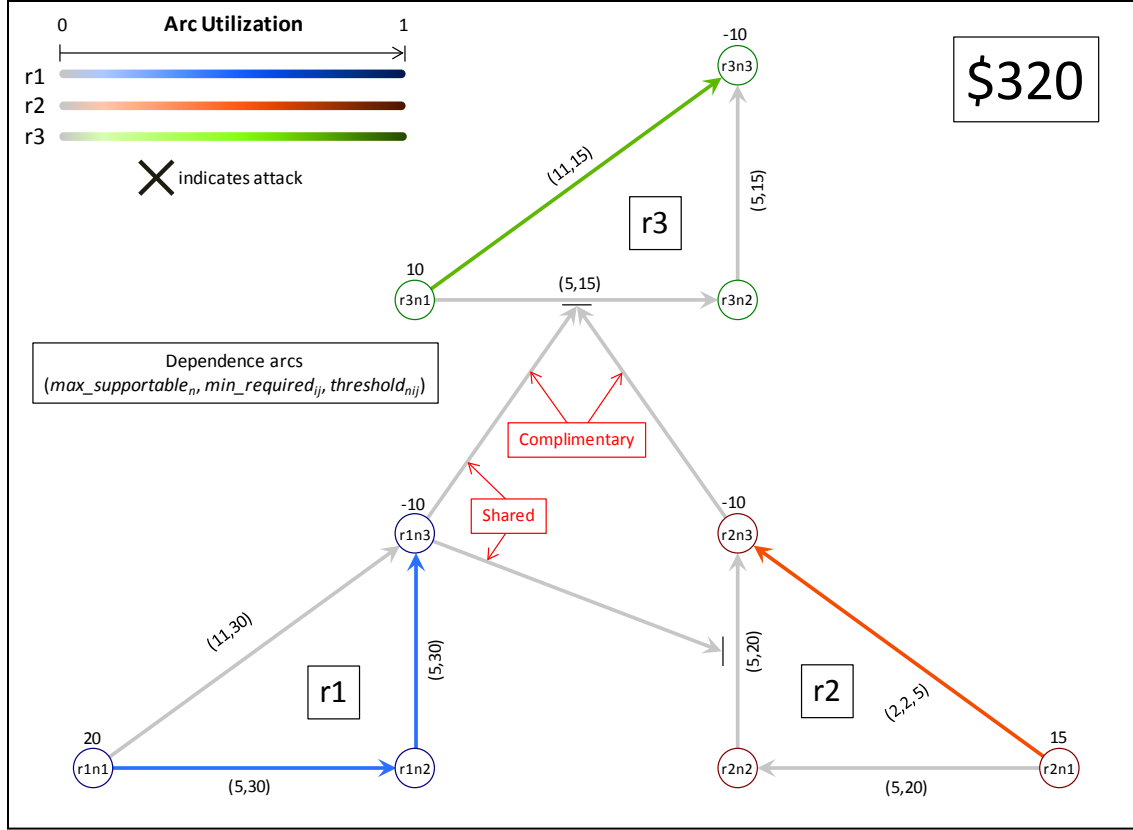 0 Arc Utilization 1
r1
r2
r3
indicates attack
$320
-10
r3n3
(11,15)
(5,15)
r3
10
r3n1
(5,15)
r3n2
Dependence arcs
(max_supportableₙ, min_requiredᵢⱼ, thresholdₙᵢⱼ)
Complimentary
Shared
-10
r1n3
-10
r2n3
(11,30)
(5,30)
(5,20)
(2,2,5)
r1
r2
20
r1n1
(5,30)
r1n2
r2n2
(5,20)
15
r2n1